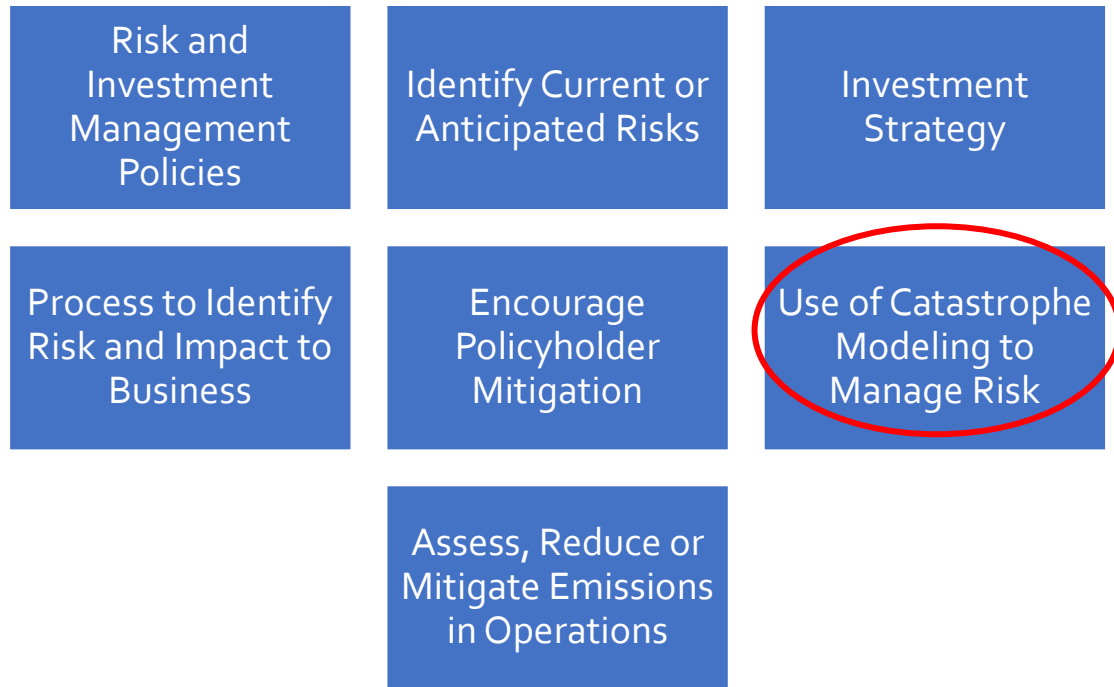 Risk and
Investment
Management
Policies
Identify Current or
Anticipated Risks
Investment
Strategy
Process to Identify
Risk and Impact to
Business
Encourage
Policyholder
Mitigation
Use of Catastrophe
Modeling to
Manage Risk
Assess, Reduce or
Mitigate Emissions
in Operations